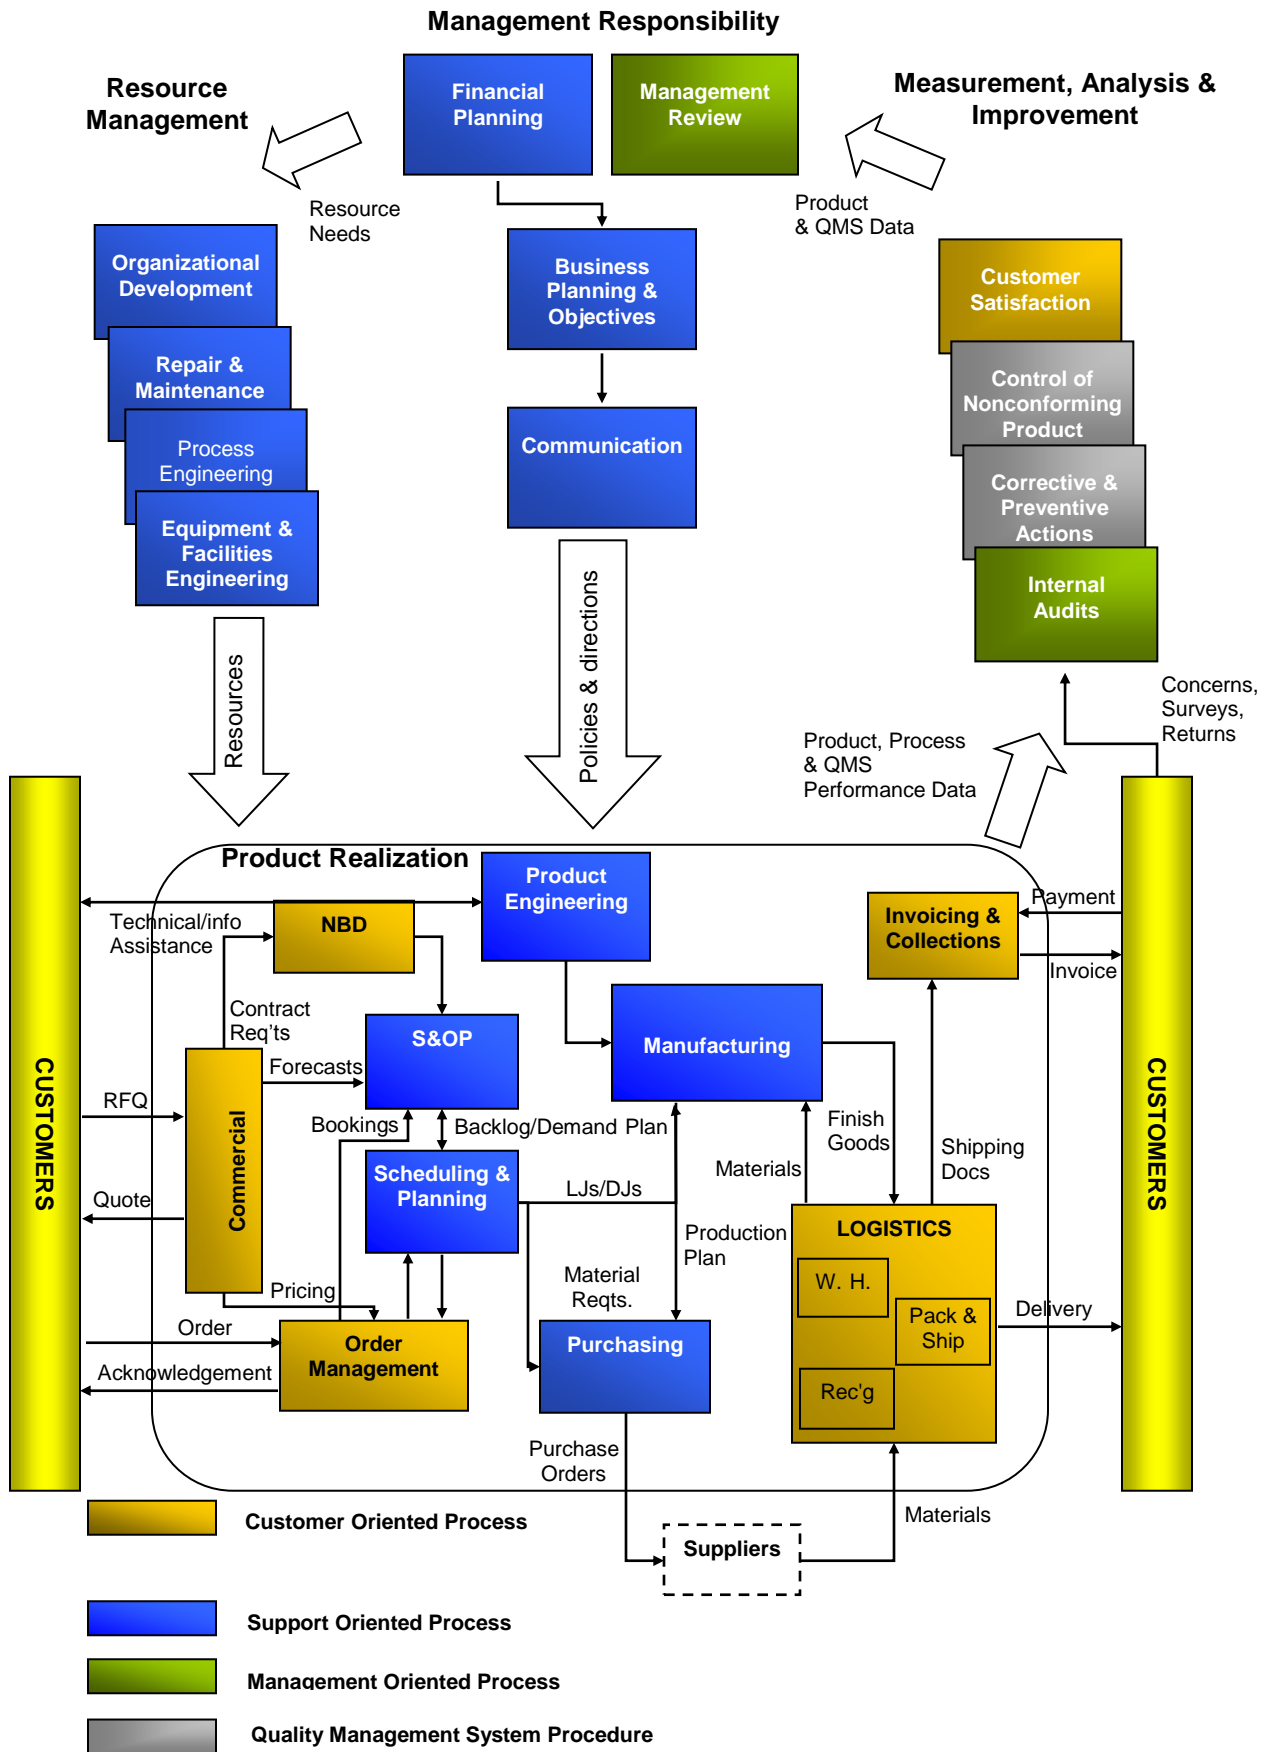 Management Responsibility
Resource
Management
Financial
Planning
Management
Review
Measurement, Analysis &
Improvement
Resource
Needs
Product
& QMS Data
Organizational
Development
Repair &
Maintenance
Process
Engineering
Equipment &
Facilities
Engineering
Business
Planning &
Objectives
Communication
Customer
Satisfaction
Control of
Nonconforming
Product
Corrective &
Preventive
Actions
Internal
Audits
Resources
Policies & directions
Concerns,
Surveys,
Returns
Product, Process
& QMS
Performance Data
CUSTOMERS
Product Realization
Product
Engineering
Technical/info
Assistance
NBD
Invoicing &
Collections
Payment
Invoice
Contract
Req'ts
S&OP
Manufacturing
Forecasts
RFQ
Commercial
Bookings
Backlog/Demand Plan
Finish
Goods
Shipping
Docs
Materials
Scheduling &
Planning
LJs/DJs
Quote
Production
Plan
LOGISTICS
W. H.
Pack &
Ship
Rec'g
Material
Reqts.
Pricing
Order
Order
Management
Purchasing
Delivery
Acknowledgement
CUSTOMERS
Purchase
Orders
Materials
Suppliers
Customer Oriented Process
Support Oriented Process
Management Oriented Process
Quality Management System Procedure